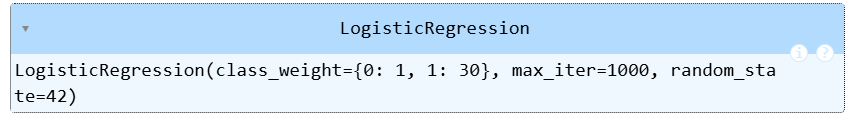 LogisticRegression
LogisticRegression(class_weight={0: 1, 1: 30}, max_iter=1000, random_sta
te=42)